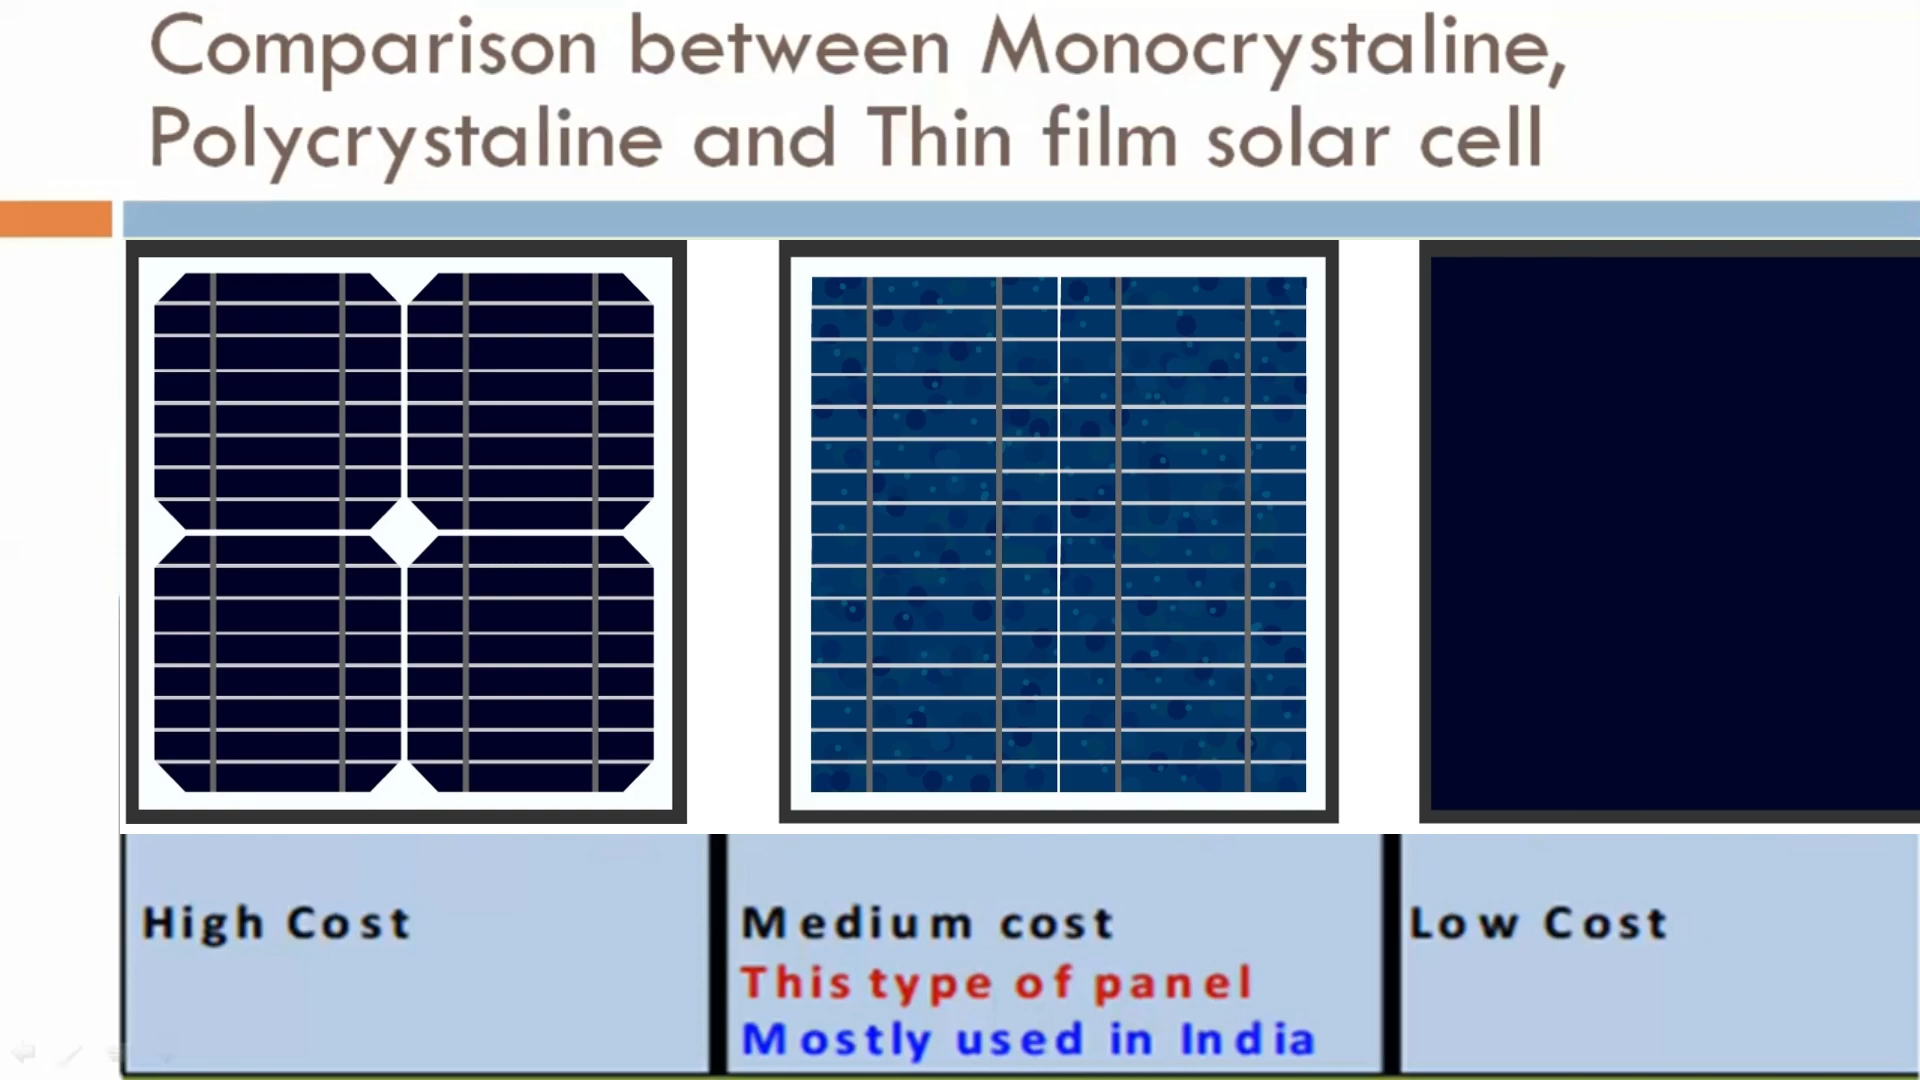 Comparison between Monocrystaline,
Polycrystaline and Thin film solar cell
High Cost
Medium cost
This type of panel
Mostly used in India
Low Cost